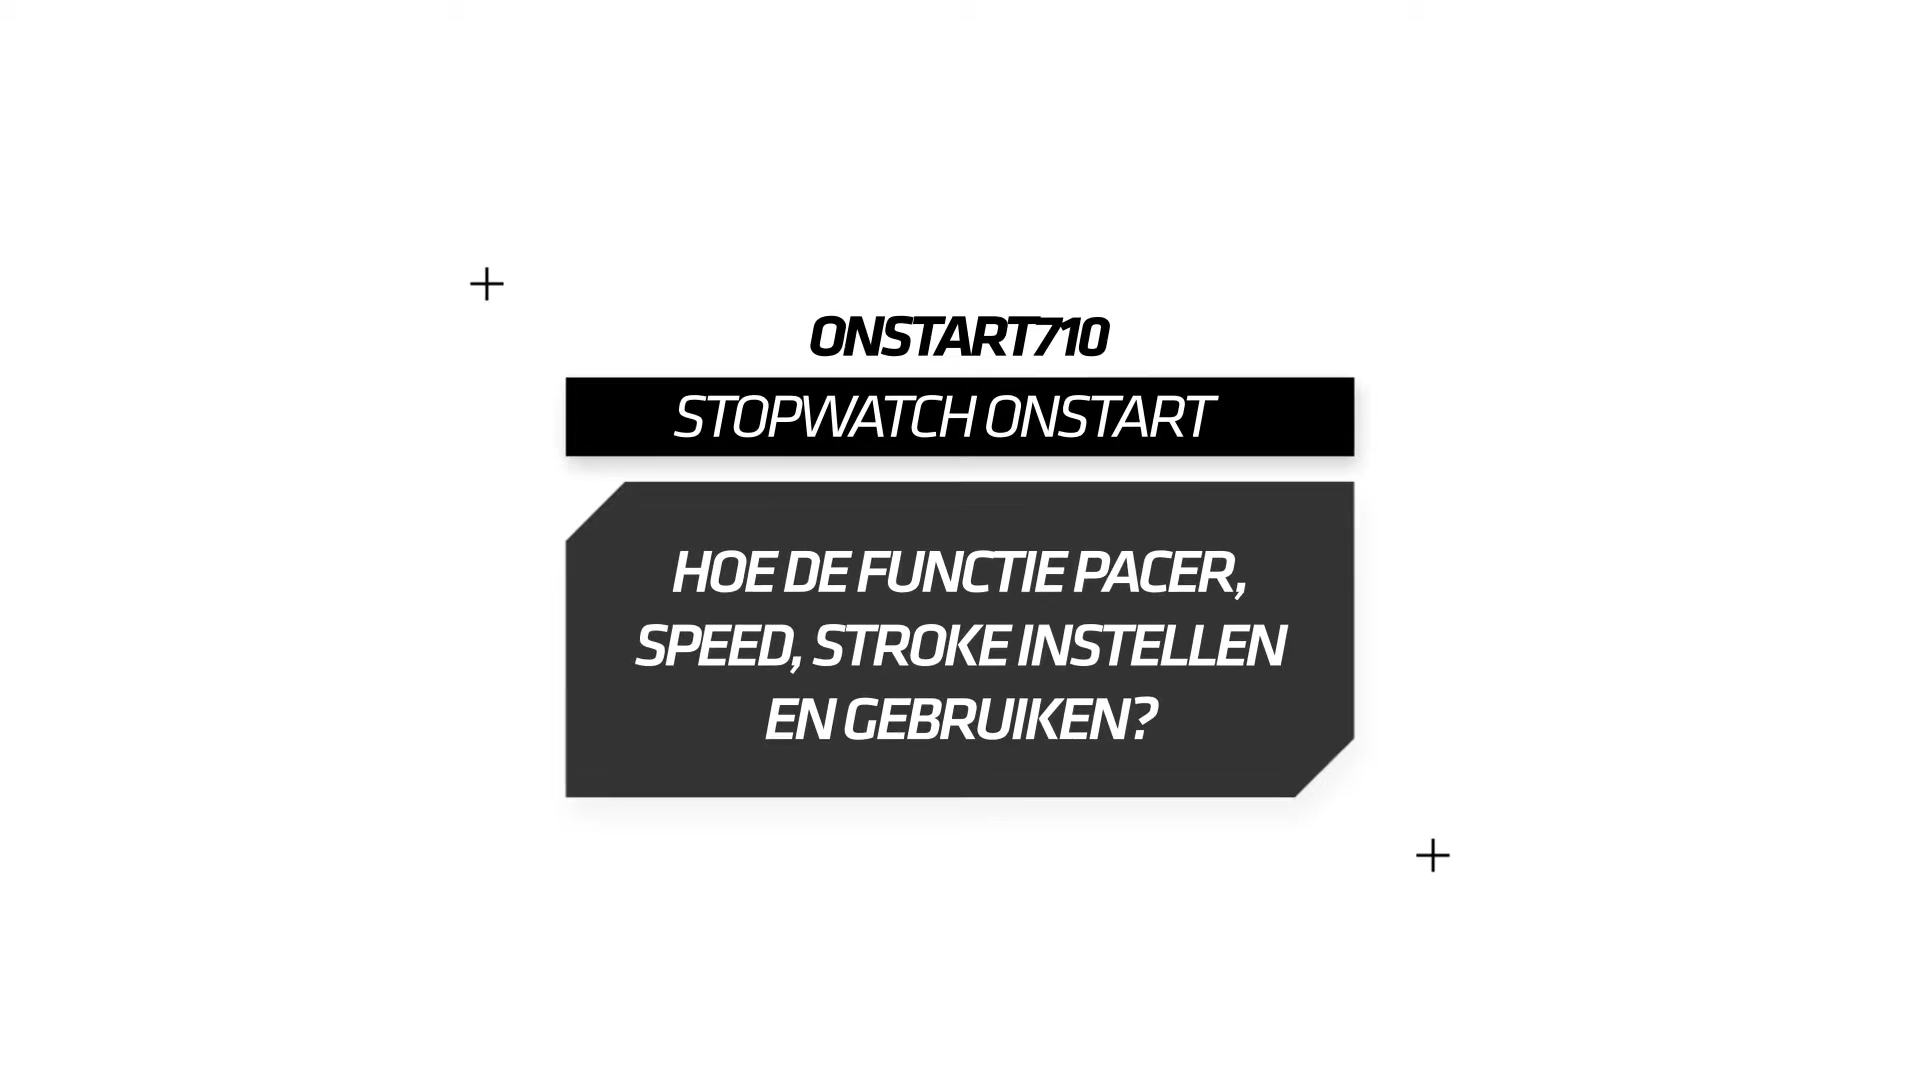 ONSTART710
STOPWATCH ONSTART
HOE DE FUNCTIE PACER,
SPEED, STROKE INSTELLEN
EN GEBRUIKEN?